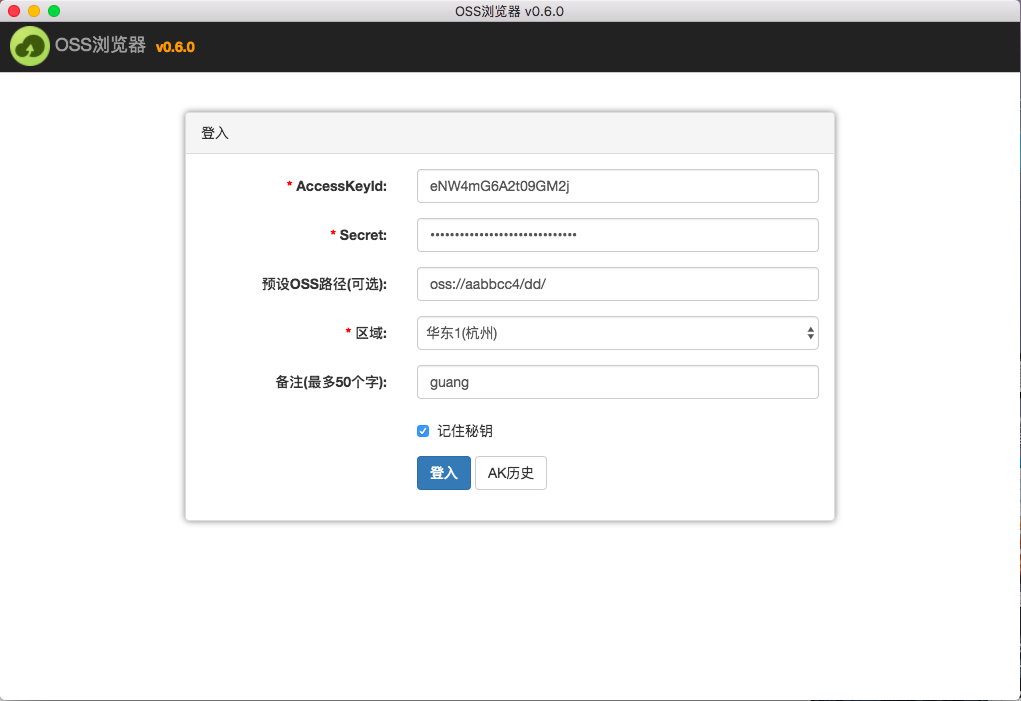 OSS浏览器 v0.6.0
OSS浏览器 v0.6.0
登入
* AccessKeyId: eNW4mG6A2t09GM2j
* Secret: ••••••••••••••••••••••••••••••
预设OSS路径(可选): oss://aabbcc4/dd/
* 区域: 华东1(杭州)
备注(最多50个字): guang
记住秘钥
登入 AK历史